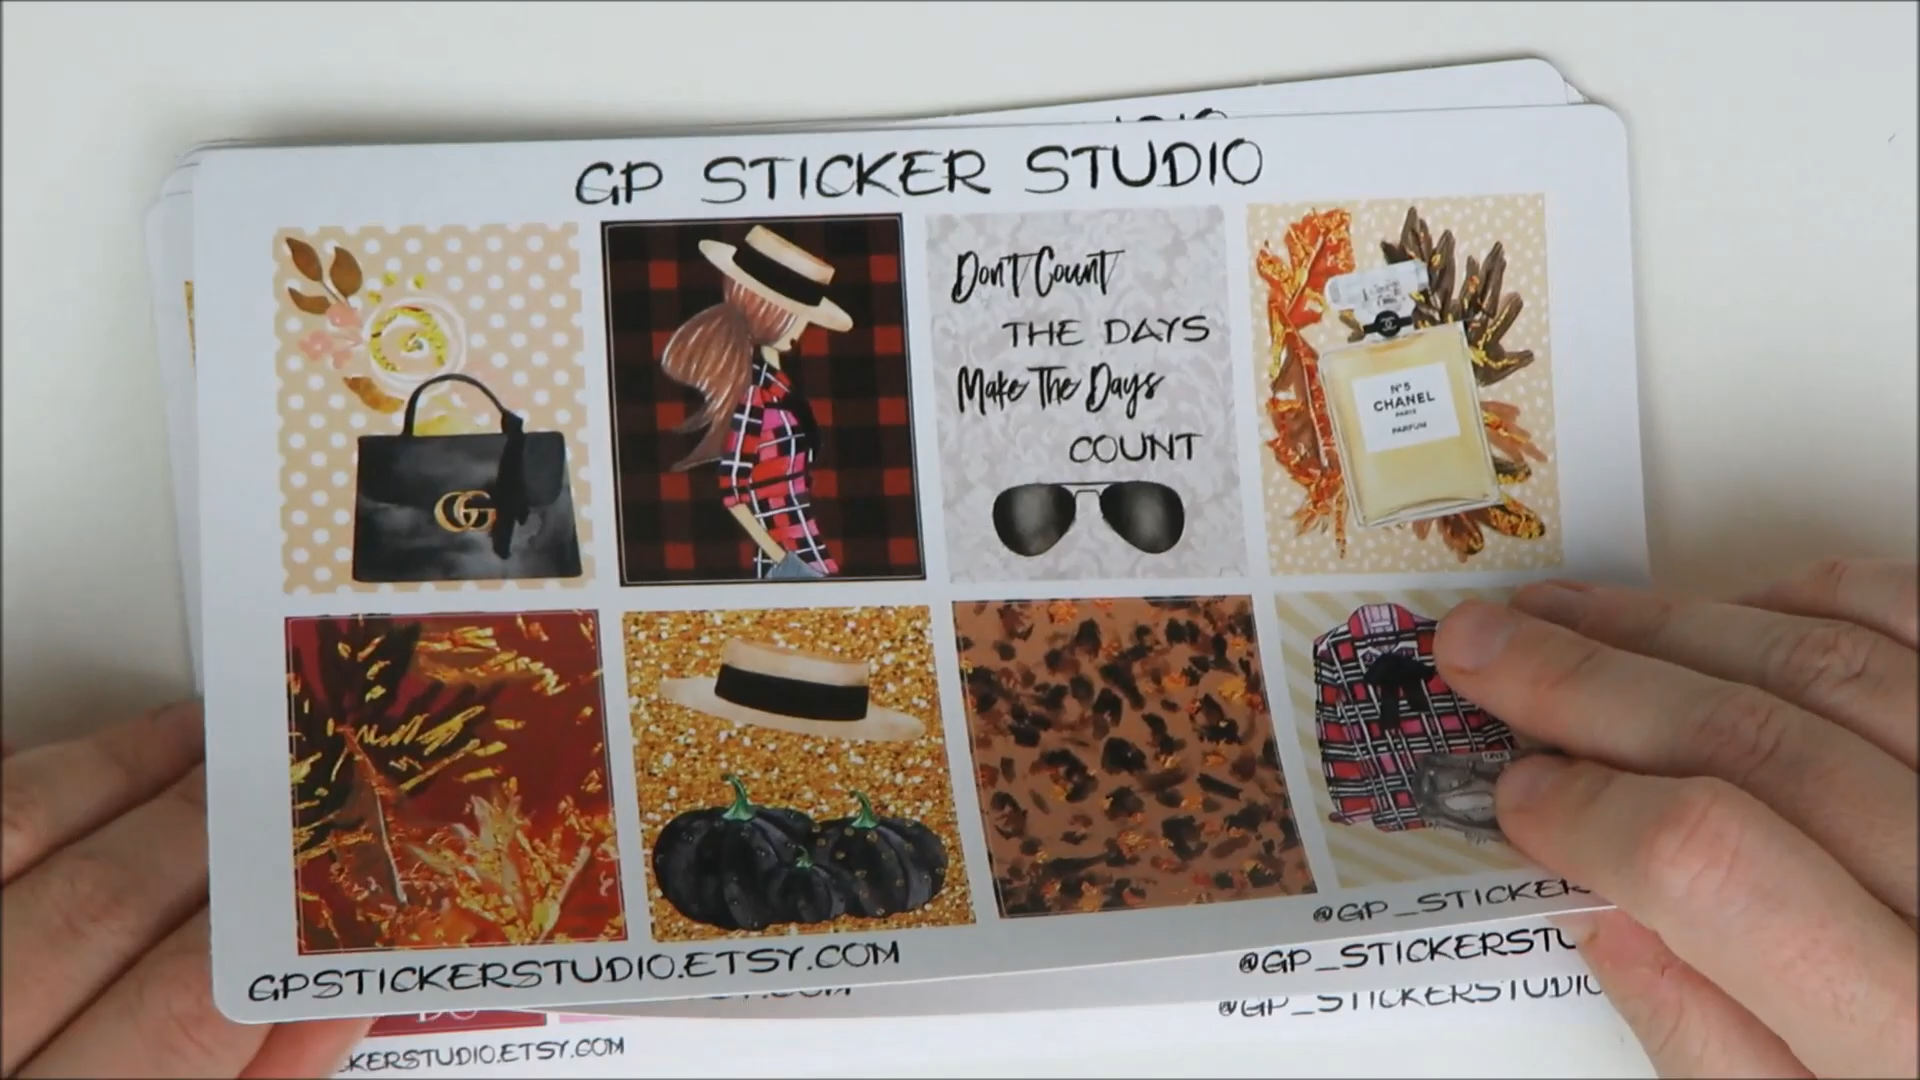 GP STICKER STUDIO
Don't Count
THE DAYS
Make The Days
COUNT
GG
N°5
CHANEL
PARIS
PARFUM
GPSTICKERSTUDIO.ETSY.COM
@GP_STICKER
@GP_STICKERSTU
@GP_STICKERSTUDIO
KERSTUDIO.ETSY.COM